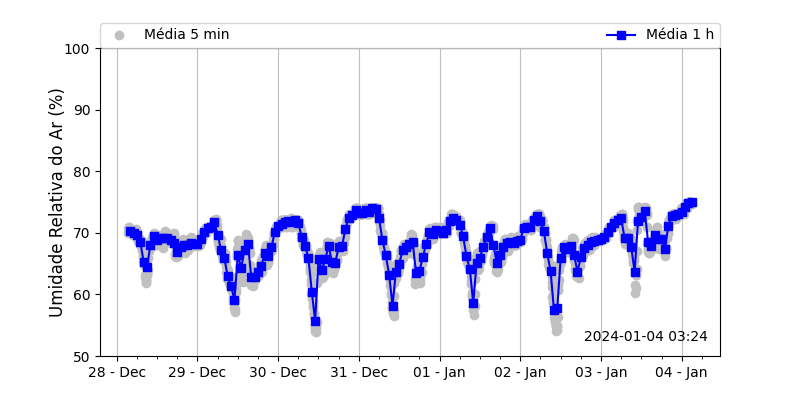 Média 5 min
Média 1 h
100
90
80
70
60
50
Umidade Relativa do Ar (%)
2024-01-04 03:24
28 - Dec
29 - Dec
30 - Dec
31 - Dec
01 - Jan
02 - Jan
03 - Jan
04 - Jan